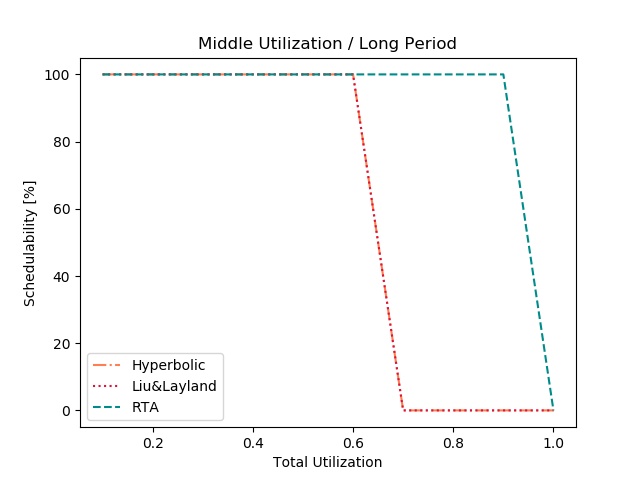 Middle Utilization / Long Period
Schedulability [%]
100
80
60
40
20
0
Hyperbolic
Liu&Layland
RTA
0.2
0.4
0.6
0.8
1.0
Total Utilization